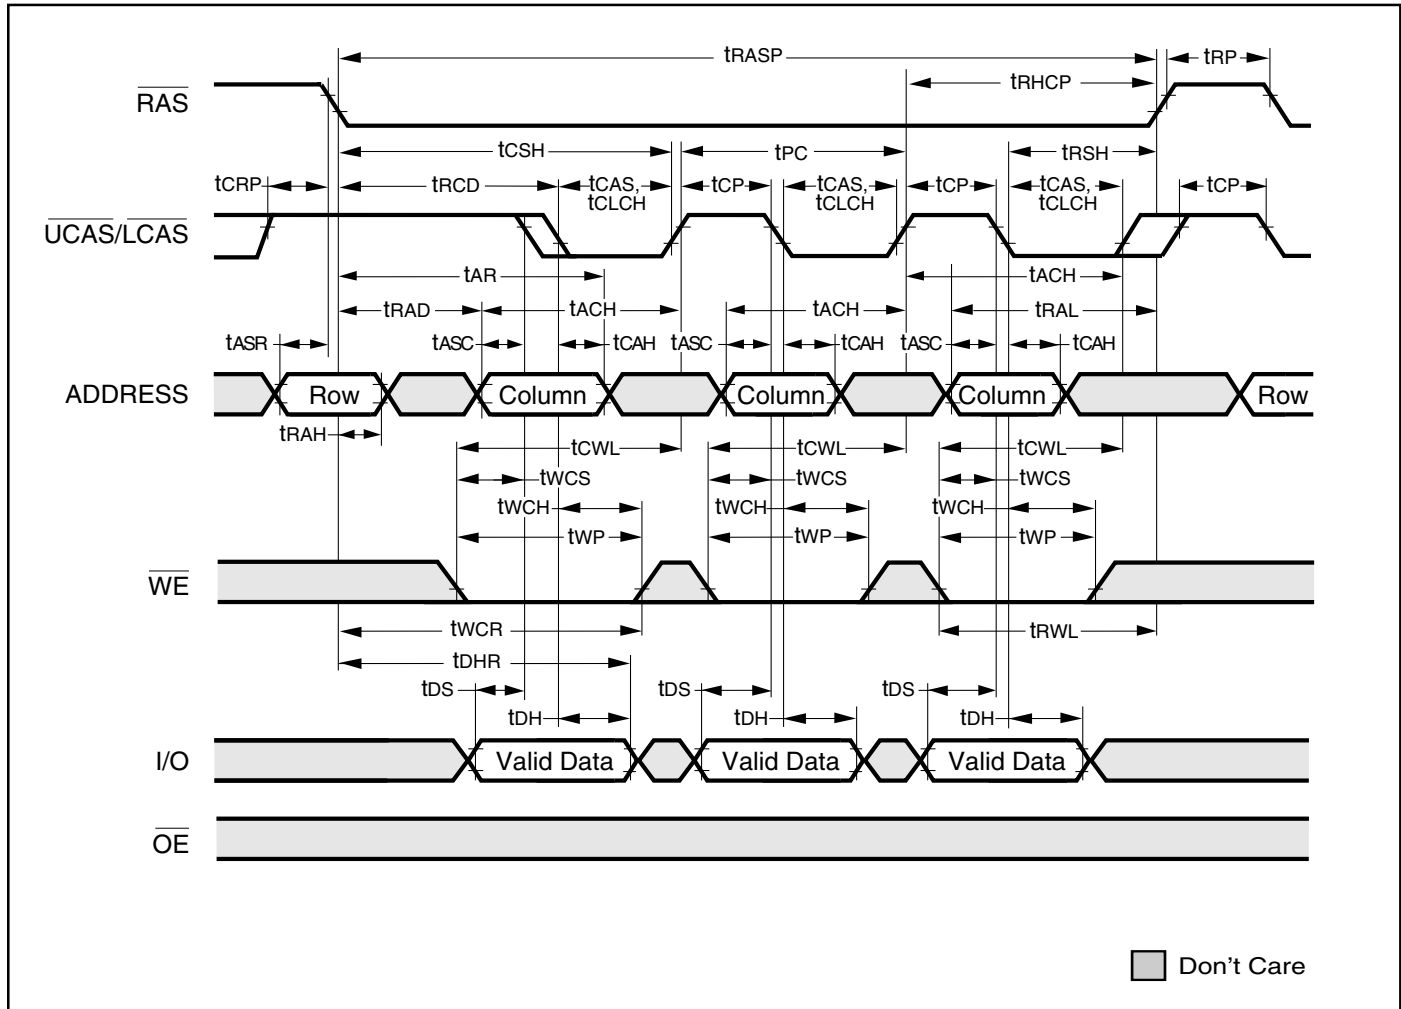 tRASP
tRP
tRHCP
RAS
tCSH
tPC
tRSH
tCRP
tRCD
tCAS,
tCLCH
tCP
tCAS,
tCLCH
tCP
tCAS,
tCLCH
tCP
UCAS/LCAS
tAR
tACH
tRAD
tACH
tACH
tRAL
tASR
tASC
tCAH
tASC
tCAH
tASC
tCAH
ADDRESS
Row
Column
Column
Column
Row
tRAH
tCWL
tCWL
tCWL
tWCS
tWCS
tWCS
tWCH
tWCH
tWCH
tWP
tWP
tWP
WE
tWCR
tRWL
tDHR
tDS
tDS
tDS
tDH
tDH
tDH
I/O
Valid Data
Valid Data
Valid Data
OE
Don't Care